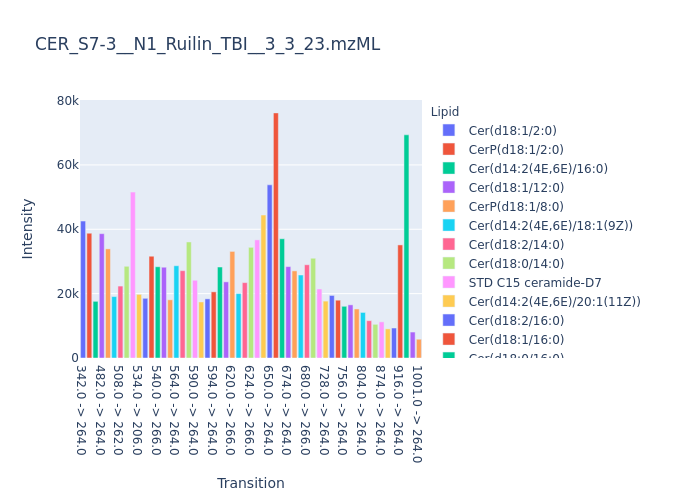 CER_S7-3__N1_Ruilin_TBI__3_3_23.mzML
Intensity
80k
60k
40k
20k
0
342.0 -> 264.0
482.0 -> 264.0
508.0 -> 262.0
534.0 -> 206.0
540.0 -> 266.0
564.0 -> 264.0
590.0 -> 264.0
594.0 -> 264.0
620.0 -> 266.0
624.0 -> 266.0
650.0 -> 264.0
674.0 -> 264.0
680.0 -> 266.0
728.0 -> 264.0
756.0 -> 264.0
804.0 -> 264.0
874.0 -> 264.0
916.0 -> 264.0
1001.0 -> 264.0
Transition
Lipid
Cer(d18:1/2:0)
CerP(d18:1/2:0)
Cer(d14:2(4E,6E)/16:0)
Cer(d18:1/12:0)
CerP(d18:1/8:0)
Cer(d14:2(4E,6E)/18:1(9Z))
Cer(d18:2/14:0)
Cer(d18:0/14:0)
STD C15 ceramide-D7
Cer(d14:2(4E,6E)/20:1(11Z))
Cer(d18:2/16:0)
Cer(d18:1/16:0)
Cer(d18:0/16:0)